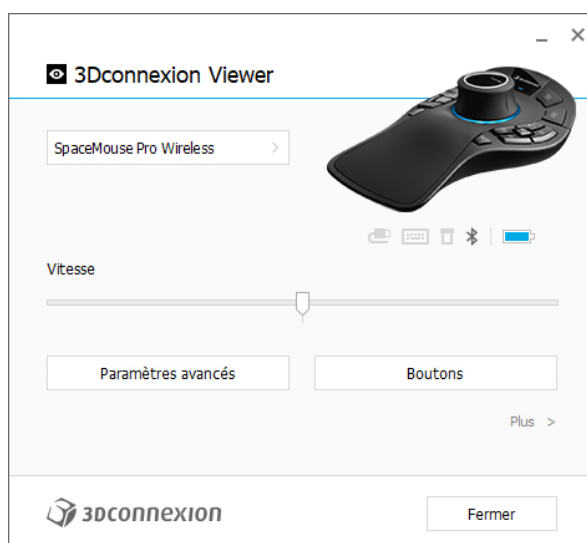 3Dconnexion Viewer
SpaceMouse Pro Wireless
Vitesse
Paramètres avancés
Boutons
Plus >
3Dconnexion
Fermer